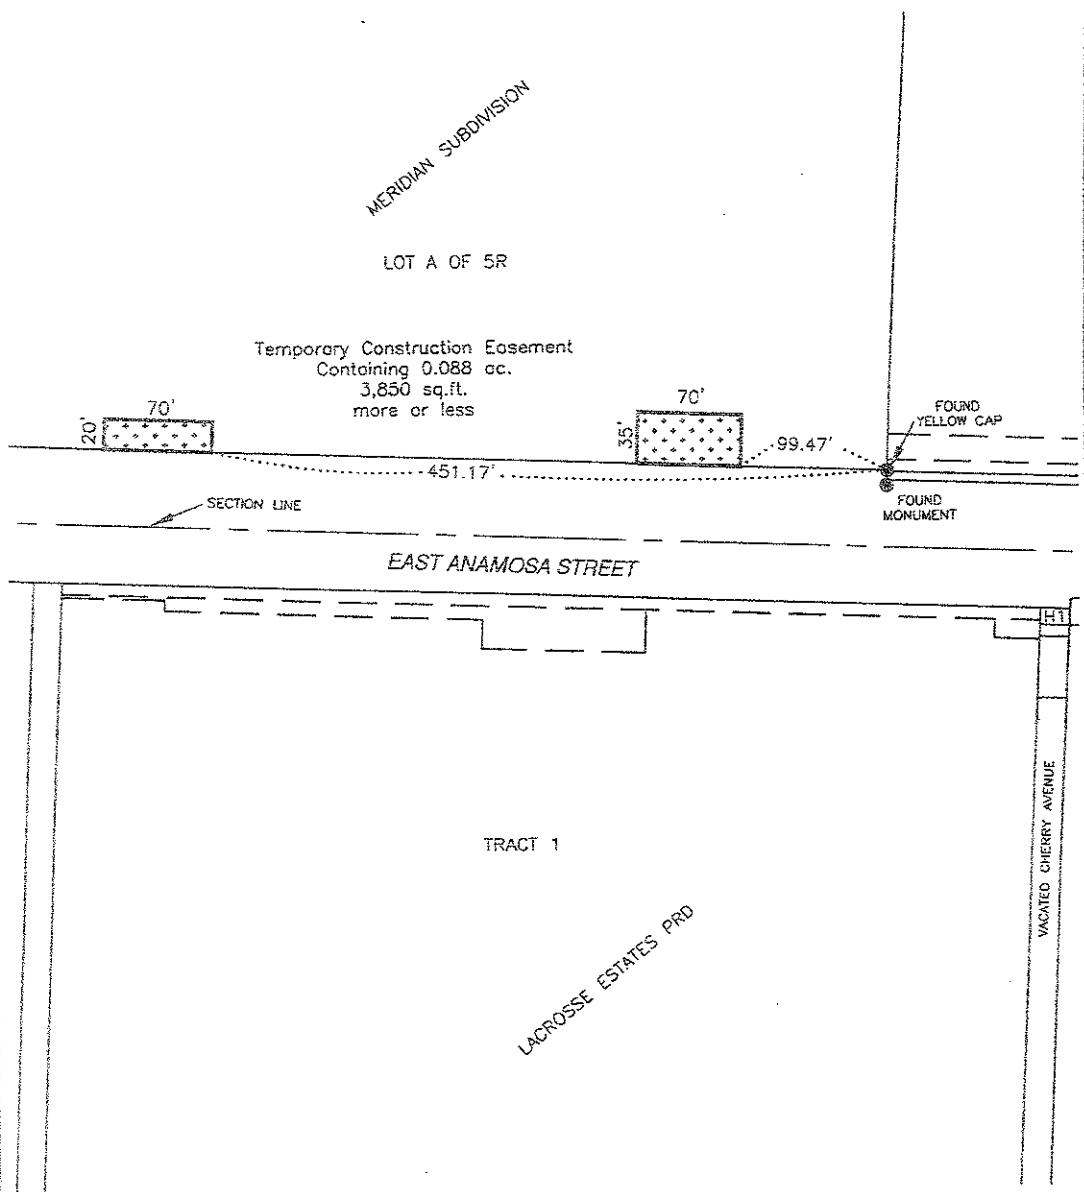 MERIDIAN SUBDIVISION
LOT A OF 5R
Temporary Construction Easement
Containing 0.088 ac.
3,850 sq.ft.
more or less
70'
20'
70'
35'
99.47'
451.17'
FOUND
YELLOW CAP
FOUND
MONUMENT
SECTION LINE
EAST ANAMOSA STREET
H1
TRACT 1
VACATED CHERRY AVENUE
LACROSSE ESTATES PRD